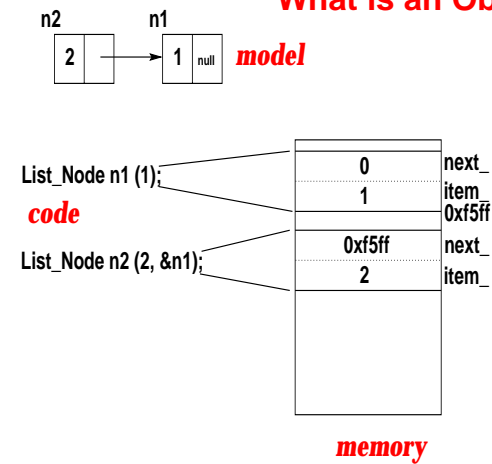 What is an Ob
n2 n1
2 1 null model
0 next_
List_Node n1 (1);
1 item_
code
0xf5ff
0xf5ff next_
List_Node n2 (2, &n1);
2 item_
memory